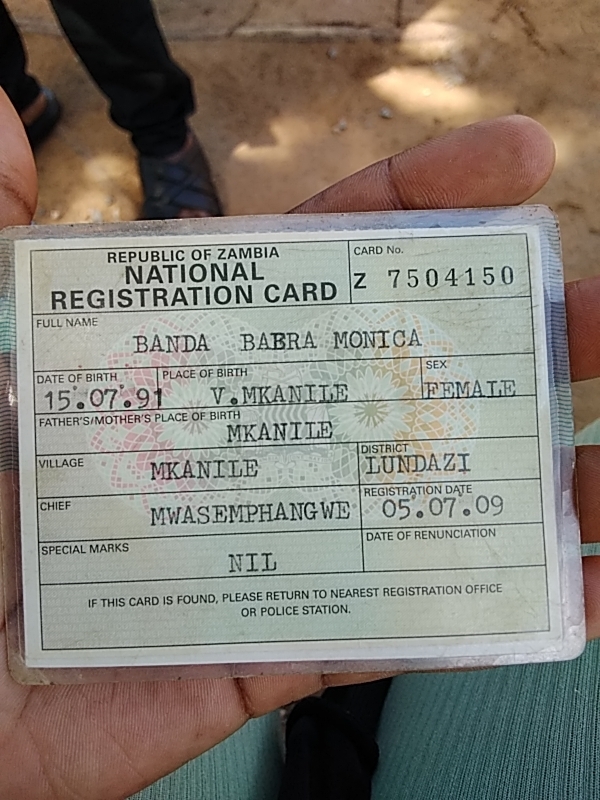 REPUBLIC OF ZAMBIA
NATIONAL
REGISTRATION CARD
CARD No.
Z 7504150
FULL NAME
BANDA BABRA MONICA
DATE OF BIRTH
15.07.91
PLACE OF BIRTH
V.MKANILE
SEX
FEMALE
FATHER'S/MOTHER'S PLACE OF BIRTH
MKANILE
VILLAGE
MKANILE
DISTRICT
LUNDAZI
CHIEF
MWASEMPHANGWE
REGISTRATION DATE
05.07.09
SPECIAL MARKS
NIL
DATE OF RENUNCIATION
IF THIS CARD IS FOUND, PLEASE RETURN TO NEAREST REGISTRATION OFFICE
OR POLICE STATION.